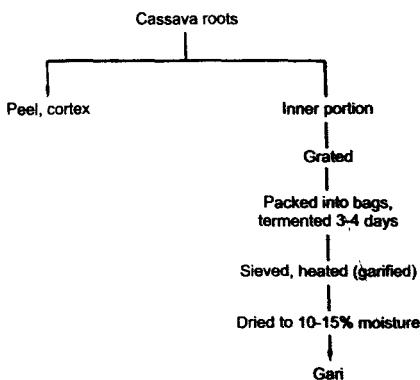 Cassava roots
Peel, cortex
Inner portion
Grated
Packed into bags,
termented 3-4 days
Sieved, heated (garified)
Dried to 10-15% moisture
Gari